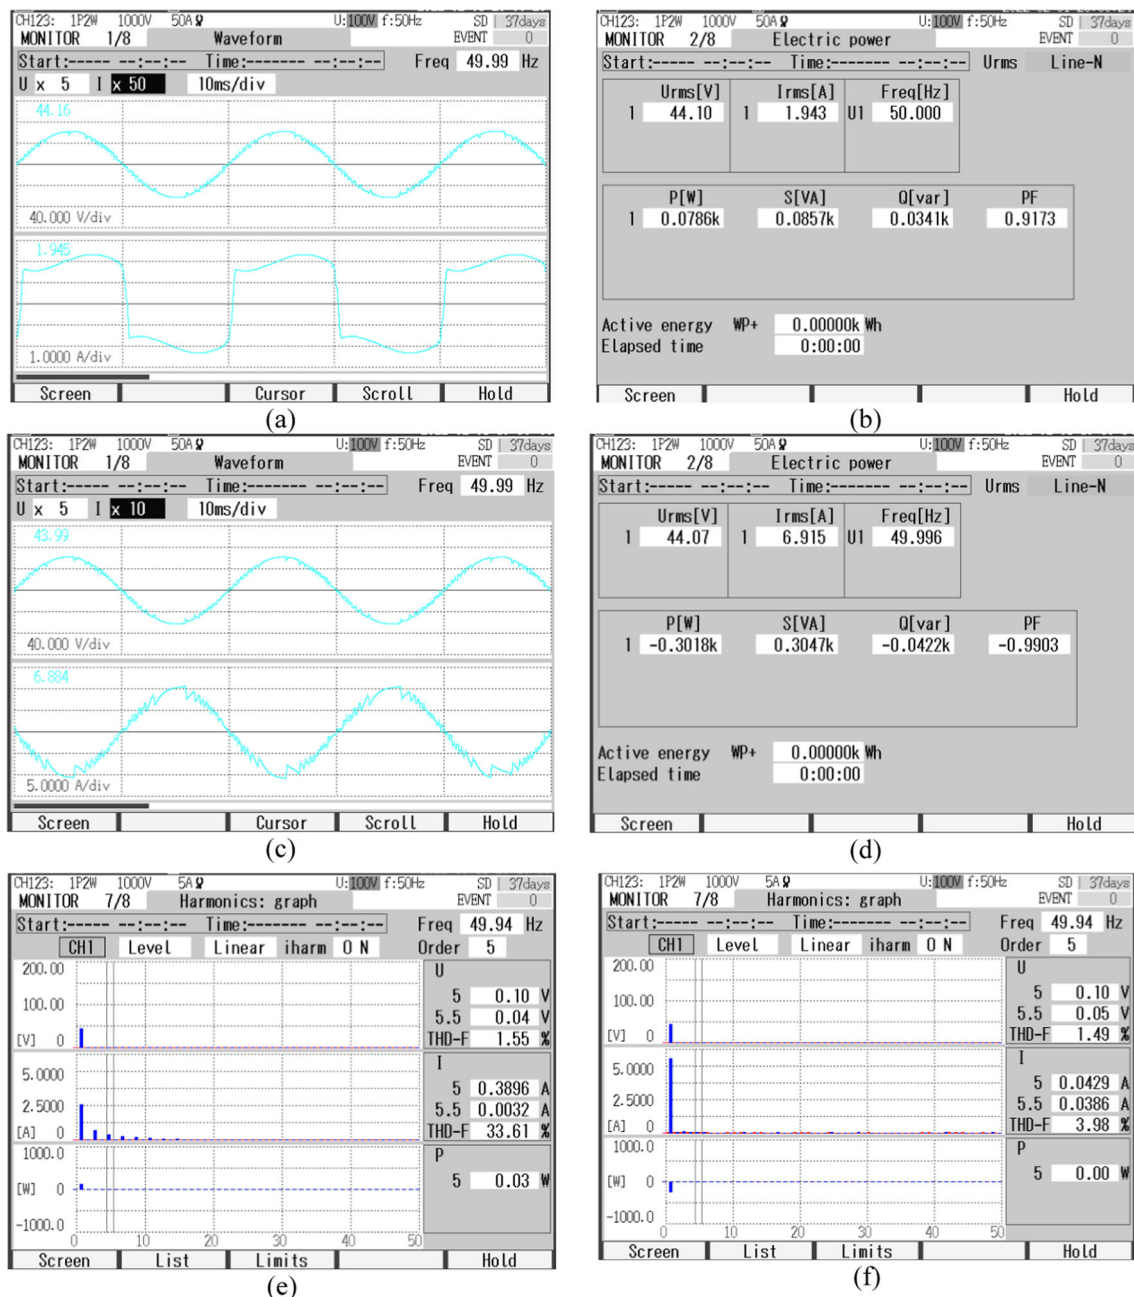 CH123: 1P2W 1000V 50A U:100V f:50Hz SD 37days
MONITOR 1/8 Waveform EVENT 0
Start:----- --:--:-- Time:------- --:--:-- Freq 49.99 Hz
U x 5 I x 50 10ms/div
44.16
40.000 V/div
1.945
1.0000 A/div
Screen Cursor Scroll Hold
(a)
CH123: 1P2W 1000V 50A U:100V f:50Hz SD 37days
MONITOR 2/8 Electric power EVENT 0
Start:----- --:--:-- Time:------- --:--:-- Urms Line-N
Urms[V] Irms[A] Freq[Hz]
1 44.10 1 1.943 U1 50.000
P[W] S[VA] Q[var] PF
1 0.0786k 0.0857k 0.0341k 0.9173
Active energy WP+ 0.00000k Wh
Elapsed time 0:00:00
Screen Hold
(b)
CH123: 1P2W 1000V 50A U:100V f:50Hz SD 37days
MONITOR 1/8 Waveform EVENT 0
Start:----- --:--:-- Time:------- --:--:-- Freq 49.99 Hz
U x 5 I x 10 10ms/div
43.99
40.000 V/div
6.884
5.0000 A/div
Screen Cursor Scroll Hold
(c)
CH123: 1P2W 1000V 50A U:100V f:50Hz SD 37days
MONITOR 2/8 Electric power EVENT 0
Start:----- --:--:-- Time:------- --:--:-- Urms Line-N
Urms[V] Irms[A] Freq[Hz]
1 44.07 1 6.915 U1 49.996
P[W] S[VA] Q[var] PF
1 -0.3018k 0.3047k -0.0422k -0.9903
Active energy WP+ 0.00000k Wh
Elapsed time 0:00:00
Screen Hold
(d)
CH123: 1P2W 1000V 5A U:100V f:50Hz SD 37days
MONITOR 7/8 Harmonics: graph EVENT 0
Start:----- --:--:-- Time:------- --:--:-- Freq 49.94 Hz
CH1 Level Linear iharm O N Order 5
200.00 U
100.00 5 0.10 V
5.5 0.04 V
[V] 0 THD-F 1.55 %
I
5.0000 5 0.3896 A
2.5000 5.5 0.0032 A
[A] 0 THD-F 33.61 %
1000.0 P
5 0.03 W
[W] 0
-1000.0
0 10 20 30 40 50
Screen List Limits Hold
(e)
CH123: 1P2W 1000V 5A U:100V f:50Hz SD 37days
MONITOR 7/8 Harmonics: graph EVENT 0
Start:----- --:--:-- Time:------- --:--:-- Freq 49.94 Hz
CH1 Level Linear iharm O N Order 5
200.00 U
100.00 5 0.10 V
5.5 0.05 V
[V] 0 THD-F 1.49 %
I
5.0000 5 0.0429 A
2.5000 5.5 0.0386 A
[A] 0 THD-F 3.98 %
1000.0 P
5 0.00 W
[W] 0
-1000.0
0 10 20 30 40 50
Screen List Limits Hold
(f)